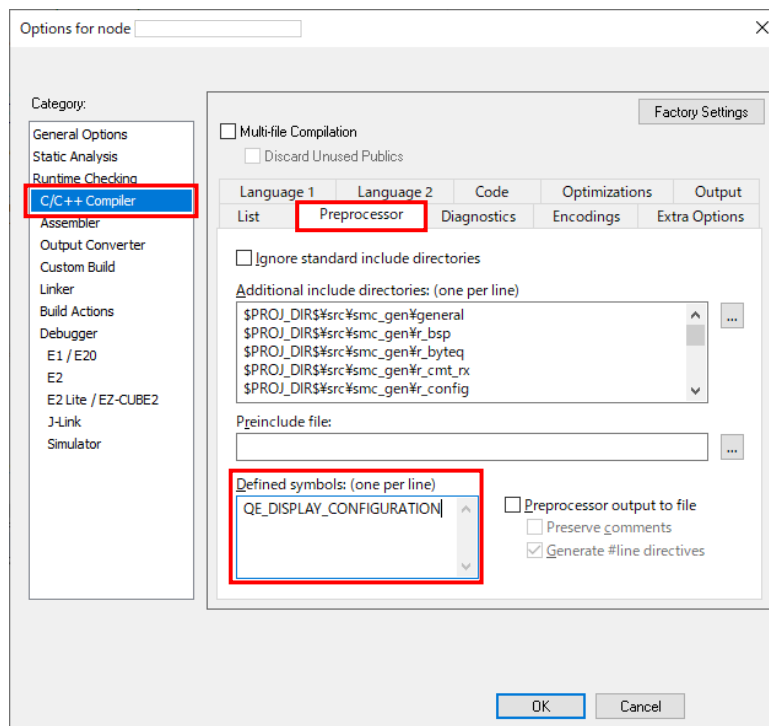 Options for node
Category:
General Options
Static Analysis
Runtime Checking
C/C++ Compiler
Assembler
Output Converter
Custom Build
Linker
Build Actions
Debugger
E1 / E20
E2
E2 Lite / EZ-CUBE2
J-Link
Simulator
Factory Settings
Multi-file Compilation
Discard Unused Publics
Language 1 Language 2 Code Optimizations Output
List Preprocessor Diagnostics Encodings Extra Options
Ignore standard include directories
Additional include directories: (one per line)
$PROJ_DIR$¥src¥smc_gen¥general
$PROJ_DIR$¥src¥smc_gen¥r_bsp
$PROJ_DIR$¥src¥smc_gen¥r_byteq
$PROJ_DIR$¥src¥smc_gen¥r_cmt_rx
$PROJ_DIR$¥src¥smc_gen¥r_config
...
Preinclude file:
...
Defined symbols: (one per line)
QE_DISPLAY_CONFIGURATION
Preprocessor output to file
Preserve comments
Generate #line directives
OK Cancel